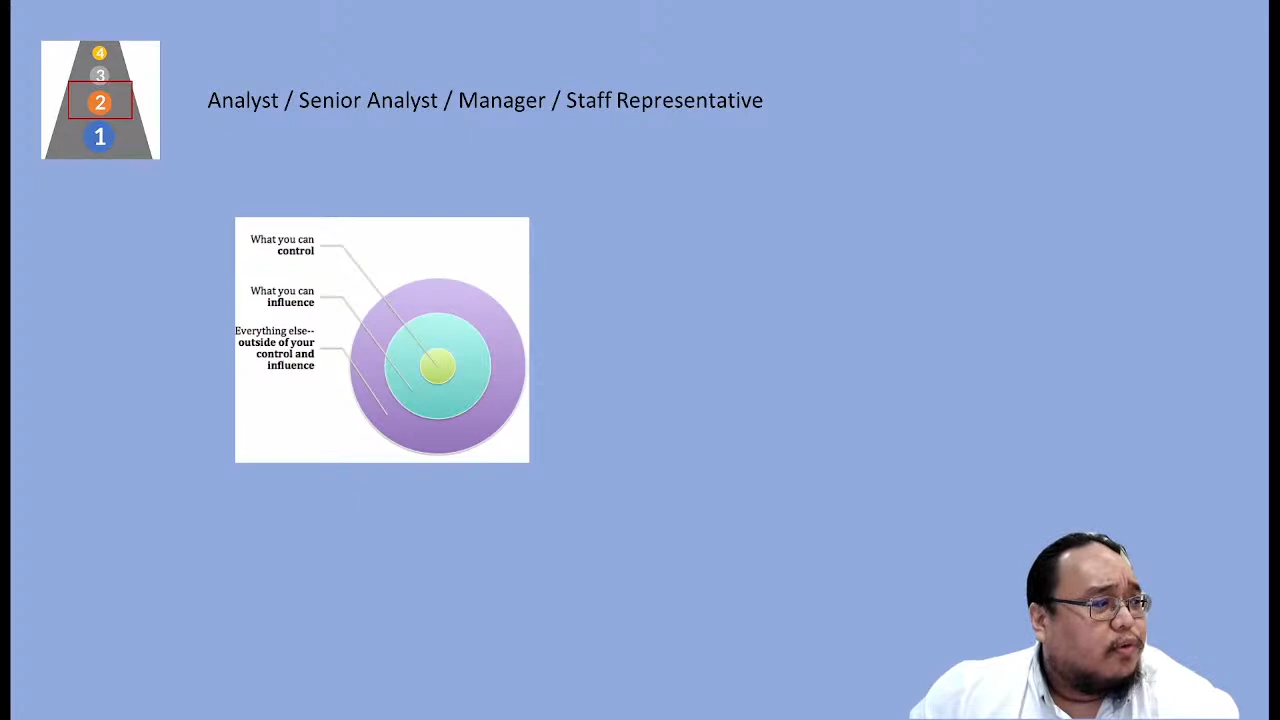 4
3
2
1
Analyst / Senior Analyst / Manager / Staff Representative
What you can
control
What you can
influence
Everything else--
outside of your
control and
influence